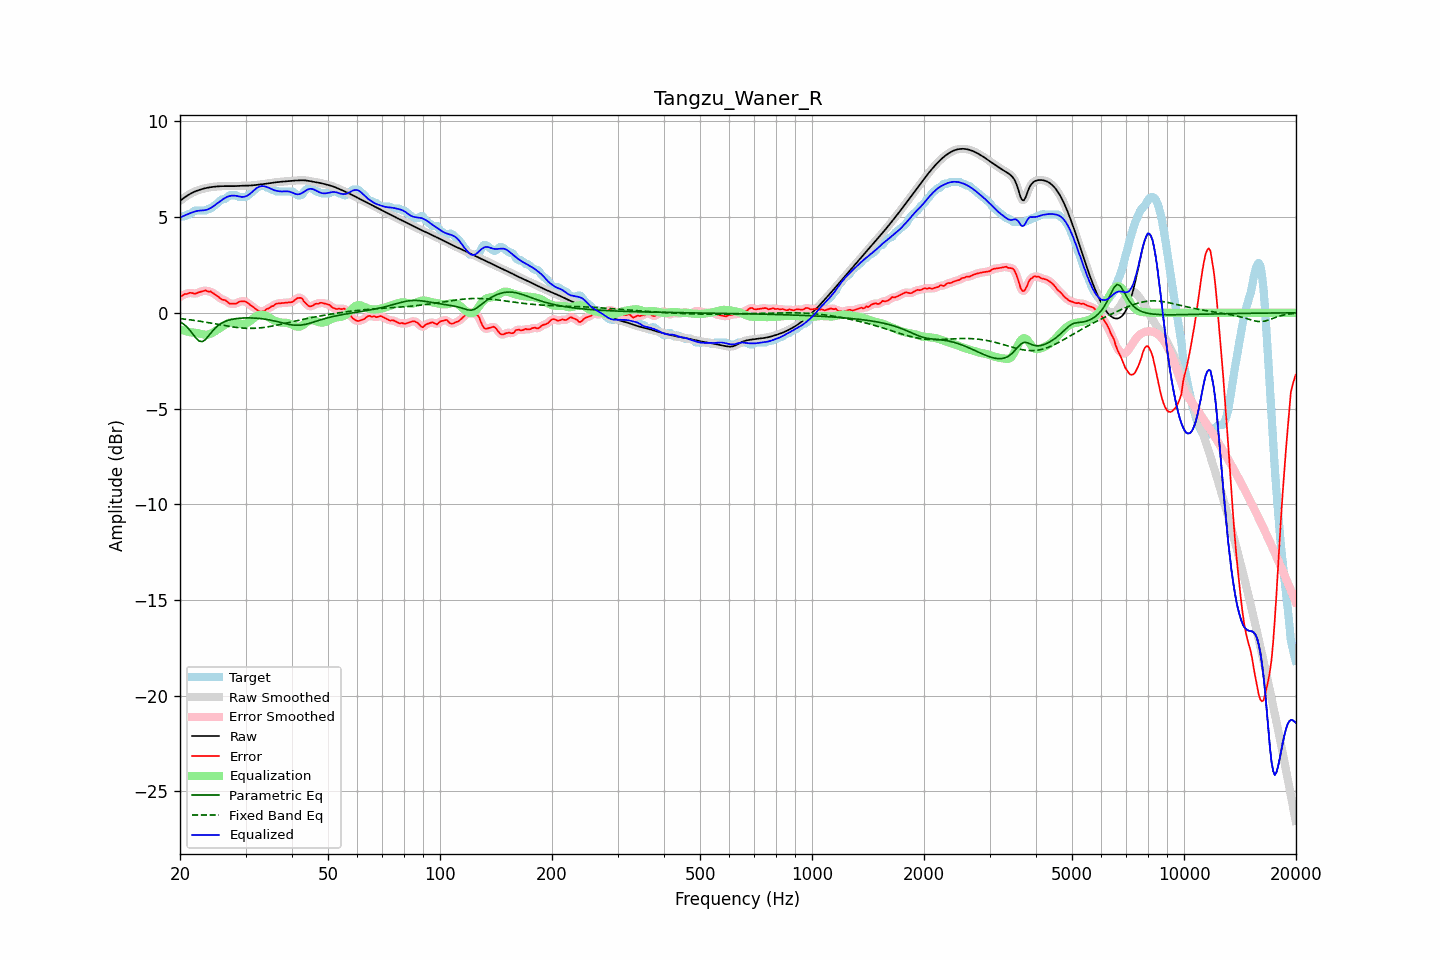 Tangzu_Waner_R
10
5
0
−5
−10
−15
−20
−25
Amplitude (dBr)
Target
Raw Smoothed
Error Smoothed
Raw
Error
Equalization
Parametric Eq
Fixed Band Eq
Equalized
20 50 100 200 500 1000 2000 5000 10000 20000
Frequency (Hz)